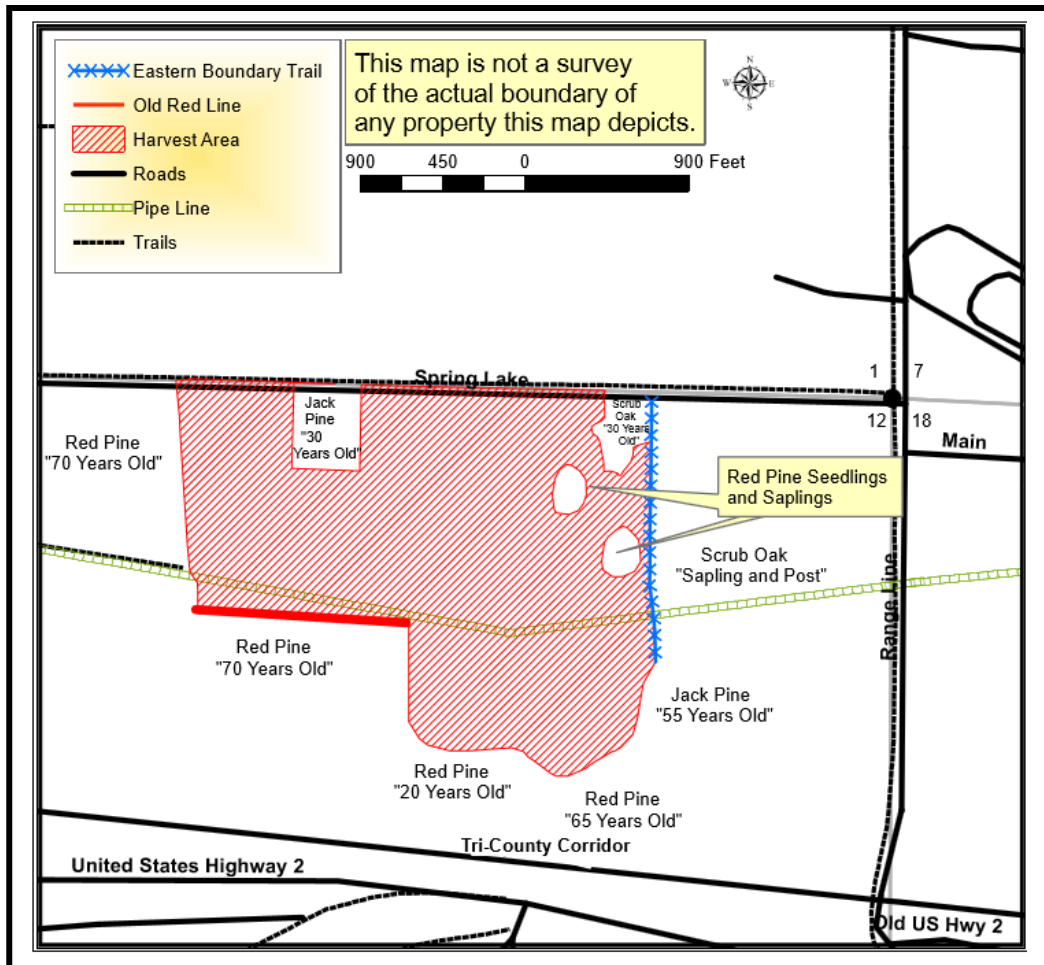 Eastern Boundary Trail
Old Red Line
Harvest Area
Roads
Pipe Line
Trails
This map is not a survey
of the actual boundary of
any property this map depicts.
N
W E
S
900 450 0 900 Feet
Spring Lake
1 7
12 18
Main
Jack
Pine
"30
Years Old"
Scrub
Oak
"30 Years
Old"
Red Pine
"70 Years Old"
Red Pine Seedlings
and Saplings
Scrub Oak
"Sapling and Post"
Range Line
Red Pine
"70 Years Old"
Jack Pine
"55 Years Old"
Red Pine
"20 Years Old"
Red Pine
"65 Years Old"
Tri-County Corridor
United States Highway 2
Old US Hwy 2